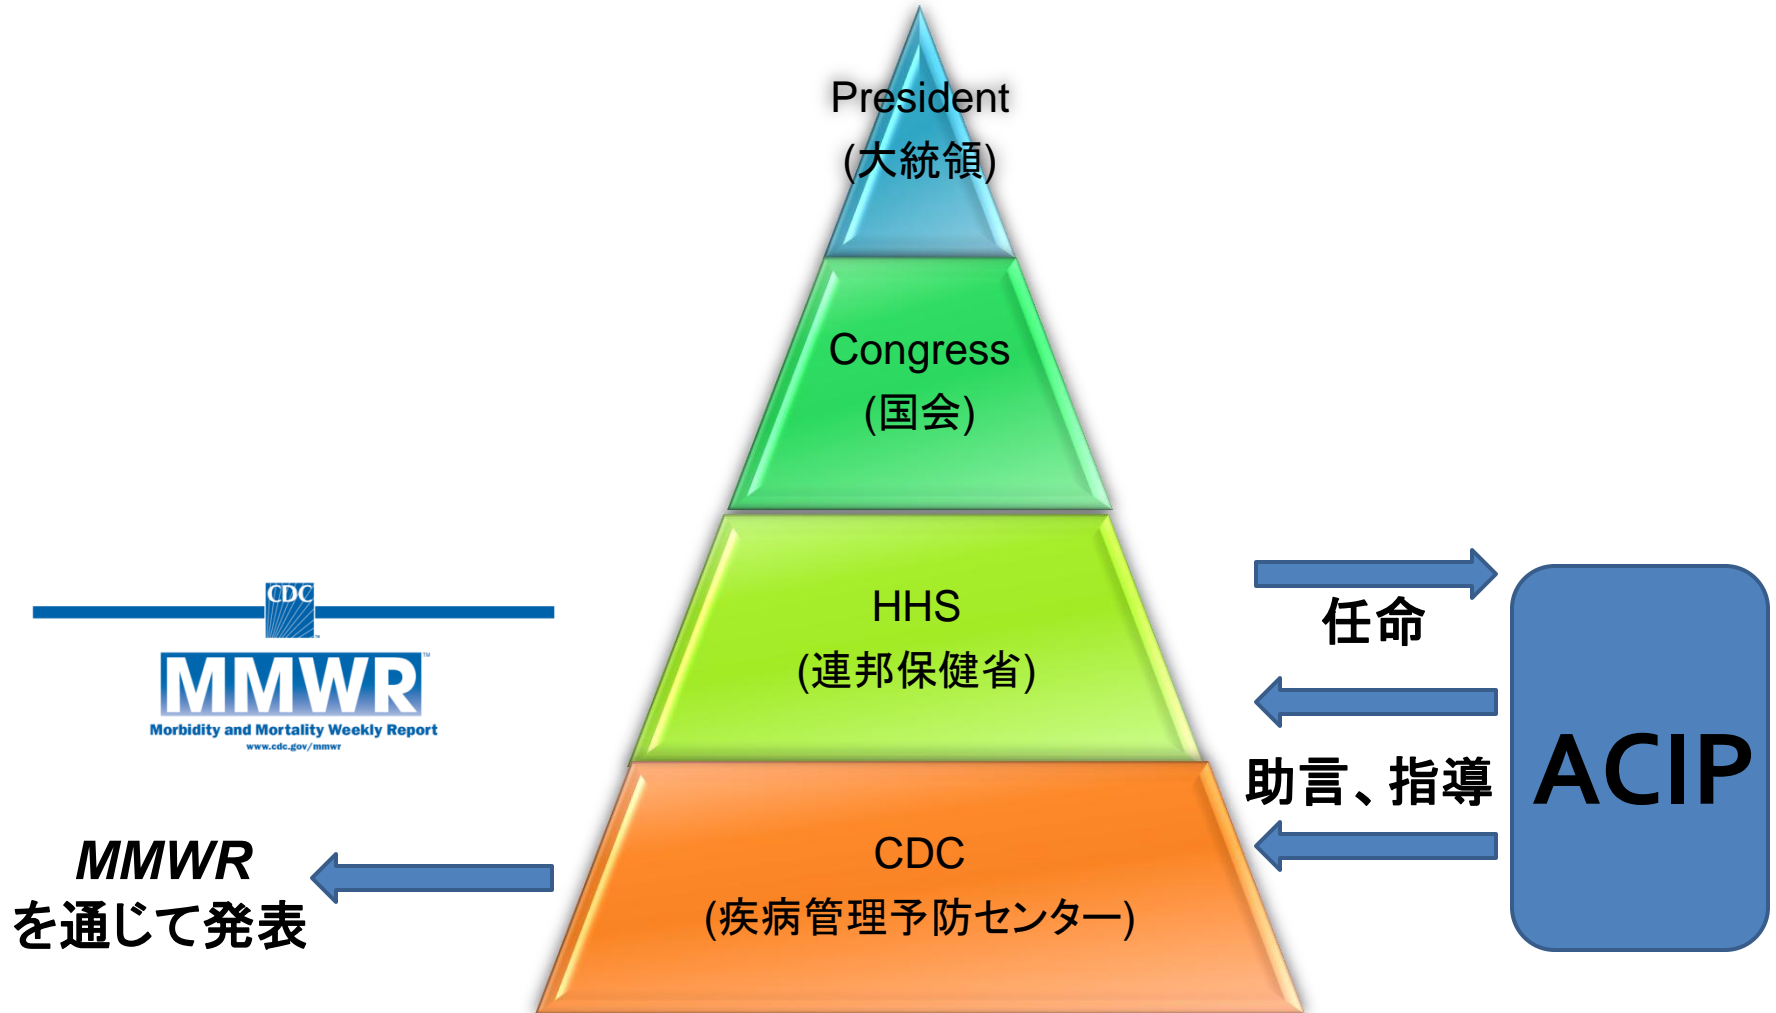 President
(大統領)
Congress
(国会)
HHS
(連邦保健省)
CDC
(疾病管理予防センター)
CDC
MMWR™
Morbidity and Mortality Weekly Report
www.cdc.gov/mmwr
MMWR
を通じて発表
任命
助言、指導
ACIP